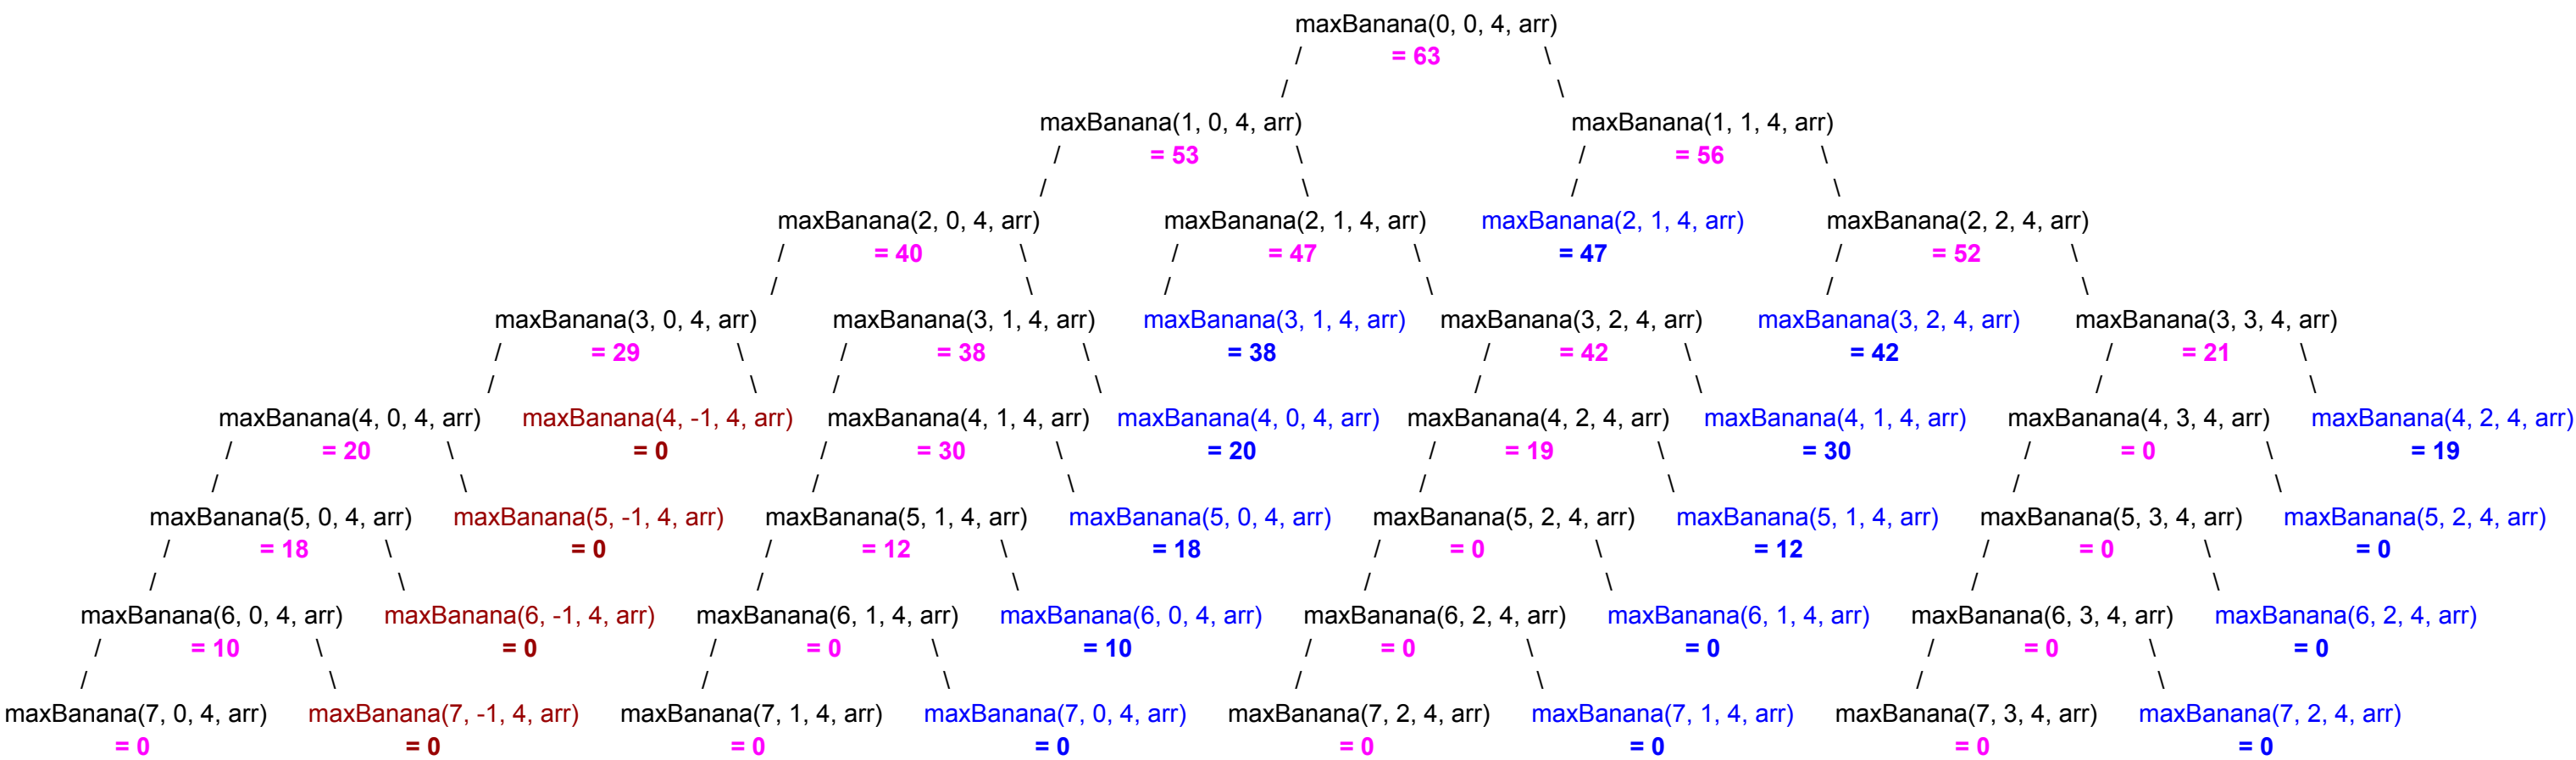 maxBanana(0, 0, 4, arr)
= 63
maxBanana(1, 0, 4, arr) maxBanana(1, 1, 4, arr)
= 53 = 56
maxBanana(2, 0, 4, arr) maxBanana(2, 1, 4, arr) maxBanana(2, 1, 4, arr) maxBanana(2, 2, 4, arr)
= 40 = 47 = 47 = 52
maxBanana(3, 0, 4, arr) maxBanana(3, 1, 4, arr) maxBanana(3, 1, 4, arr) maxBanana(3, 2, 4, arr) maxBanana(3, 2, 4, arr) maxBanana(3, 3, 4, arr)
= 29 = 38 = 38 = 42 = 42 = 21
maxBanana(4, 0, 4, arr) maxBanana(4, -1, 4, arr) maxBanana(4, 1, 4, arr) maxBanana(4, 0, 4, arr) maxBanana(4, 2, 4, arr) maxBanana(4, 1, 4, arr) maxBanana(4, 3, 4, arr) maxBanana(4, 2, 4, arr)
= 20 = 0 = 30 = 20 = 19 = 30 = 0 = 19
maxBanana(5, 0, 4, arr) maxBanana(5, -1, 4, arr) maxBanana(5, 1, 4, arr) maxBanana(5, 0, 4, arr) maxBanana(5, 2, 4, arr) maxBanana(5, 1, 4, arr) maxBanana(5, 3, 4, arr) maxBanana(5, 2, 4, arr)
= 18 = 0 = 12 = 18 = 0 = 12 = 0 = 0
maxBanana(6, 0, 4, arr) maxBanana(6, -1, 4, arr) maxBanana(6, 1, 4, arr) maxBanana(6, 0, 4, arr) maxBanana(6, 2, 4, arr) maxBanana(6, 1, 4, arr) maxBanana(6, 3, 4, arr) maxBanana(6, 2, 4, arr)
= 10 = 0 = 0 = 10 = 0 = 0 = 0 = 0
maxBanana(7, 0, 4, arr) maxBanana(7, -1, 4, arr) maxBanana(7, 1, 4, arr) maxBanana(7, 0, 4, arr) maxBanana(7, 2, 4, arr) maxBanana(7, 1, 4, arr) maxBanana(7, 3, 4, arr) maxBanana(7, 2, 4, arr)
= 0 = 0 = 0 = 0 = 0 = 0 = 0 = 0